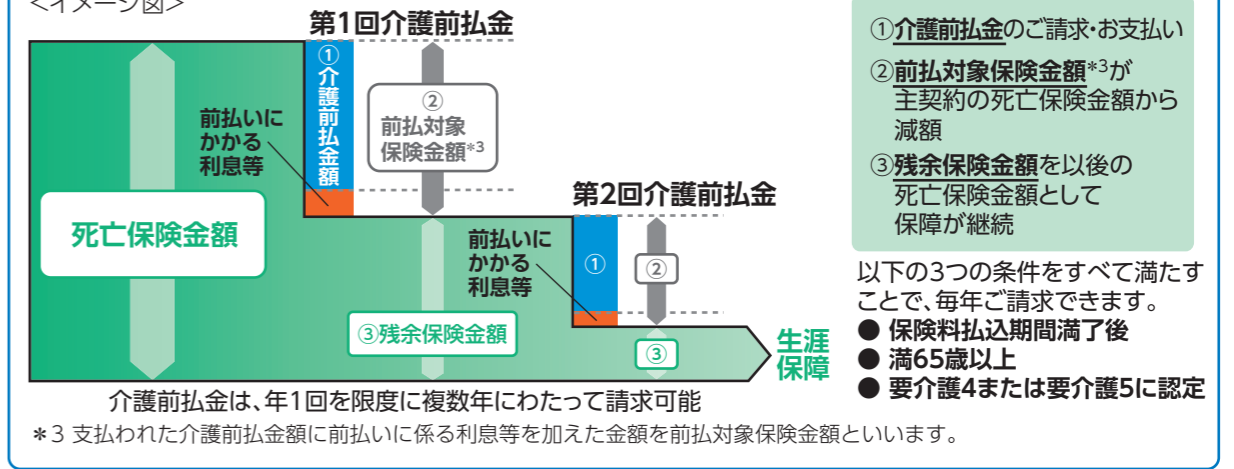 <イメージ図>
第1回介護前払金
①介護前払金額
前払いに
かかる
利息等
②
前払対象
保険金額*3
死亡保険金額
第2回介護前払金
前払いに
かかる
利息等
①
②
③残余保険金額
③
生涯
保障
介護前払金は、年1回を限度に複数年にわたって請求可能
①介護前払金のご請求・お支払い
②前払対象保険金額*3が
主契約の死亡保険金額から
減額
③残余保険金額を以後の
死亡保険金額として
保障が継続
以下の3つの条件をすべて満たす
ことで、毎年ご請求できます。
● 保険料払込期間満了後
● 満65歳以上
● 要介護4または要介護5に認定
*3 支払われた介護前払金額に前払いに係る利息等を加えた金額を前払対象保険金額といいます。